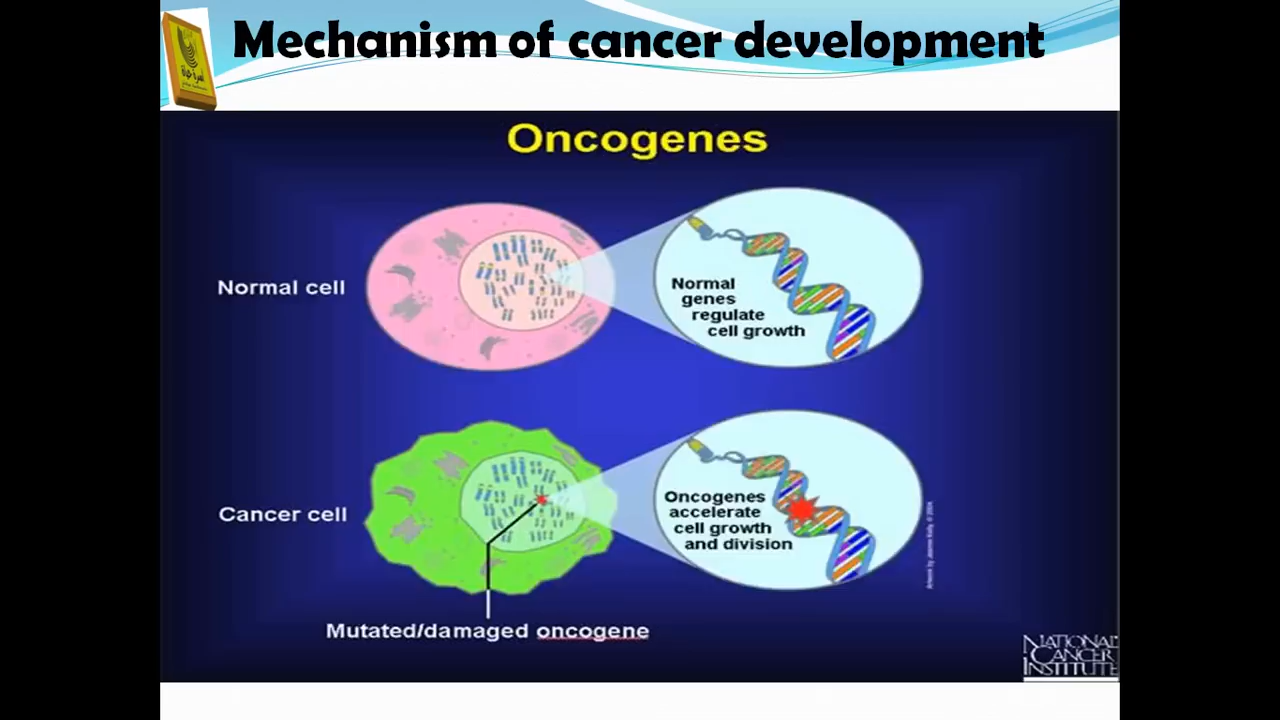 Mechanism of cancer development
Oncogenes
Normal cell
Normal
genes
regulate
cell growth
Cancer cell
Oncogenes
accelerate
cell growth
and division
Mutated/damaged oncogene
NATIONAL
CANCER
INSTITUTE